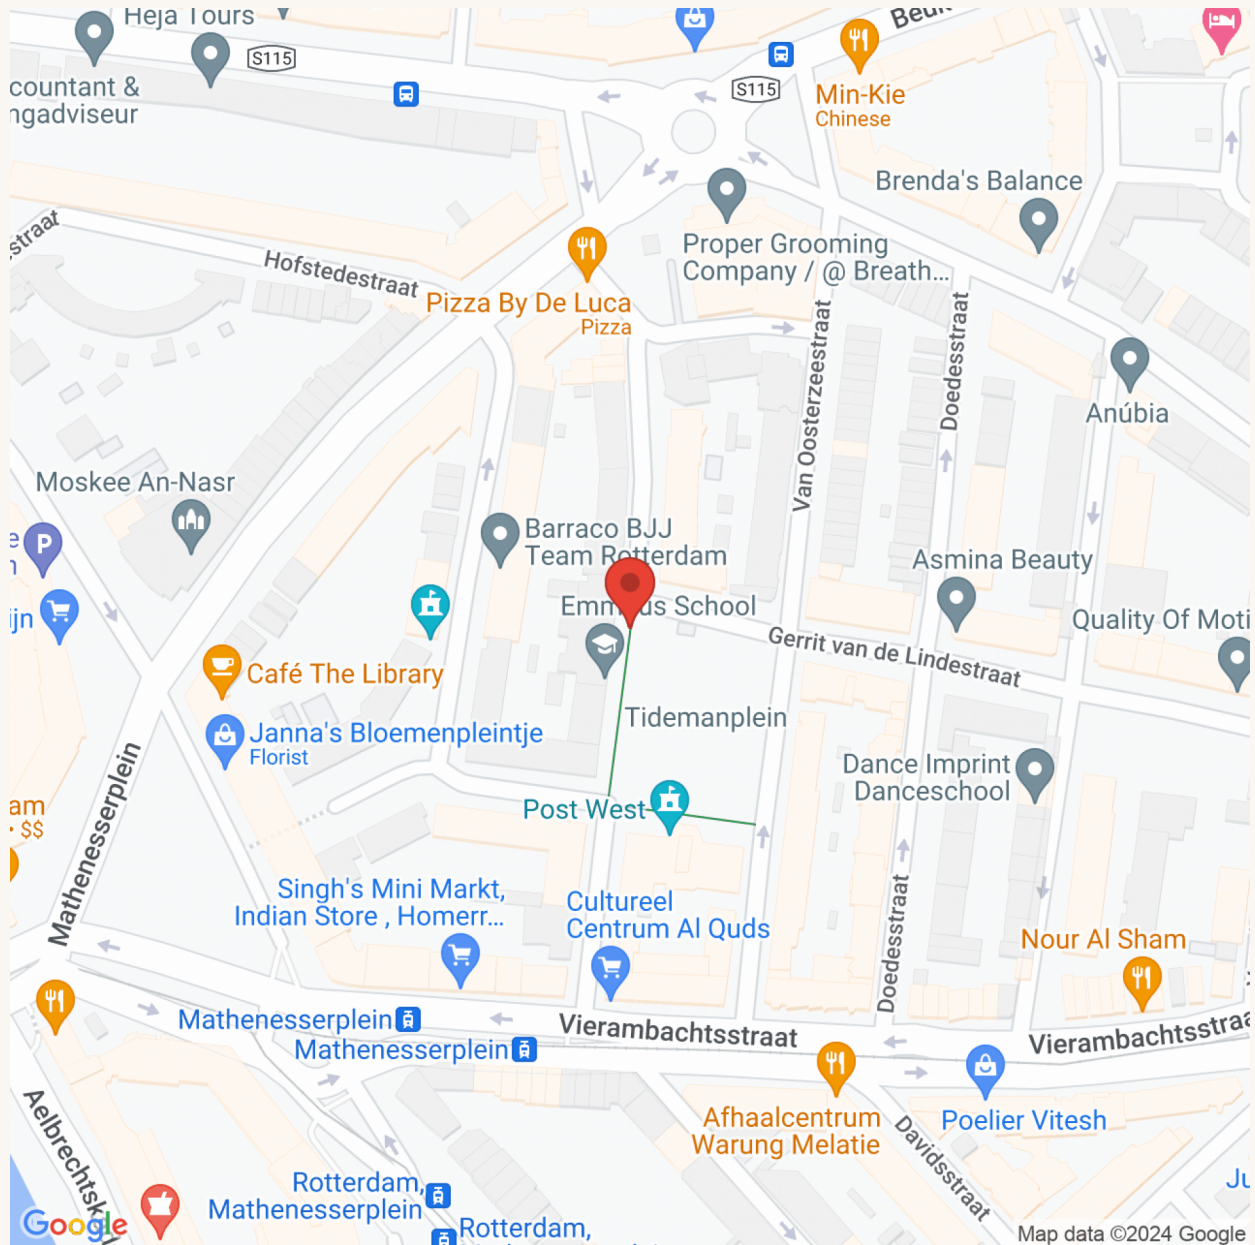 Heja Tours
S115
countant &
ngadviseur
S115
Min-Kie
Chinese
Brenda's Balance
Proper Grooming
Company / @ Breath...
straat
Hofstedestraat
Pizza By De Luca
Pizza
Van Oosterzeestraat
Doedesstraat
Anúbia
Moskee An-Nasr
P
Barraco BJJ
Team Rotterdam
Asmina Beauty
ijn
School
Quality Of Moti
Gerrit van de Lindestraat
Café The Library
Tidemanplein
Janna's Bloemenpleintje
Florist
Dance Imprint
Danceschool
Mathenesserplein
am
· $$
Post West
Singh's Mini Markt,
Indian Store , Homerr...
Cultureel
Centrum Al Quds
Doedesstraat
Nour Al Sham
Mathenesserplein
Mathenesserplein
Vierambachtsstraat
Vierambachtsstraa
Aelbrechtsk
Afhaalcentrum
Warung Melatie
Poelier Vitesh
Davidsstraat
Rotterdam,
Mathenesserplein
Rotterdam,
Ju
Google
Map data ©2024 Google